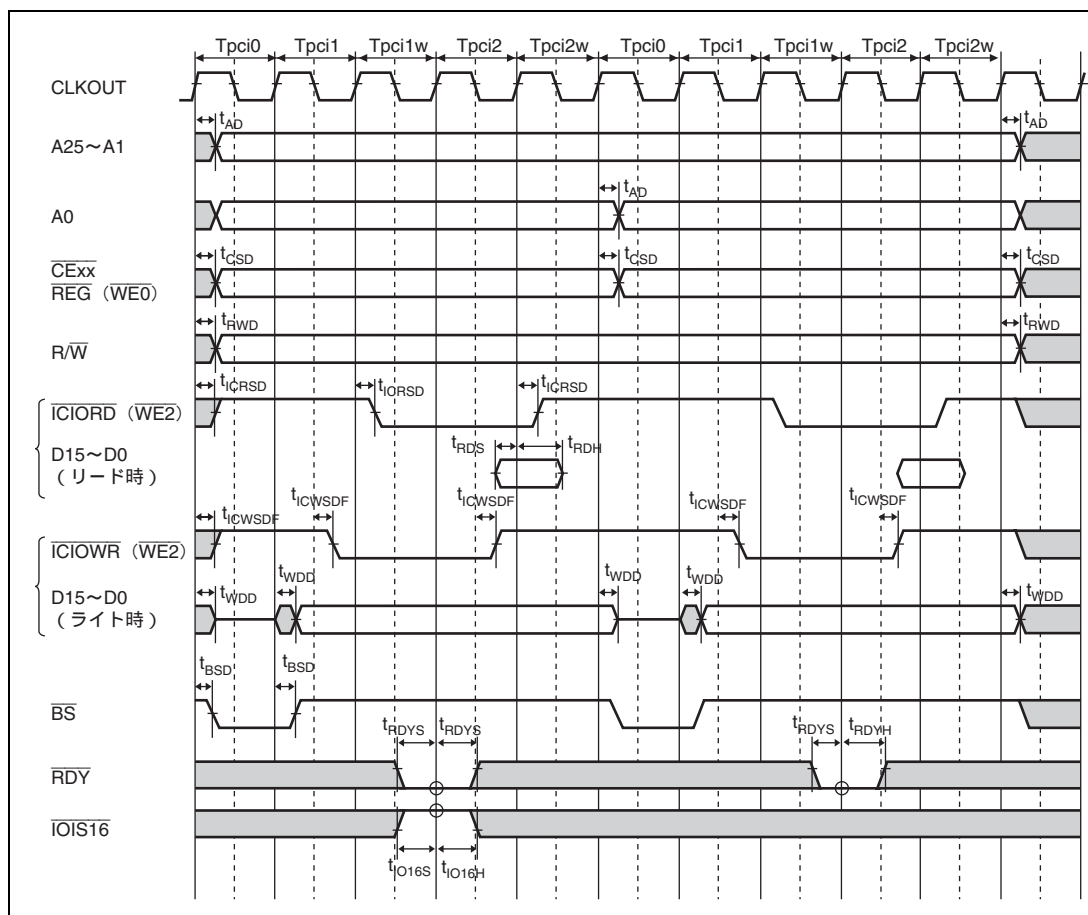 Tpci0 Tpci1 Tpci1w Tpci2 Tpci2w Tpci0 Tpci1 Tpci1w Tpci2 Tpci2w
CLKOUT
tAD tAD
A25～A1
tAD
A0
tCSD tCSD tCSD
CExx
REG（WE0）
tRWD tRWD
R/W
tICRSD tICRSD tICRSD
ICIORD（WE2）
tRDS tRDH
D15～D0
(リード時)
tICWSDF tICWSDF tICWSDF tICWSDF tICWSDF
ICIOWR（WE2）
tWDD tWDD tWDD tWDD tWDD
D15～D0
(ライト時)
tBSD tBSD
BS
tRDYS tRDYS tRDYS tRDYH
RDY
IOIS16
tIO16S tIO16H